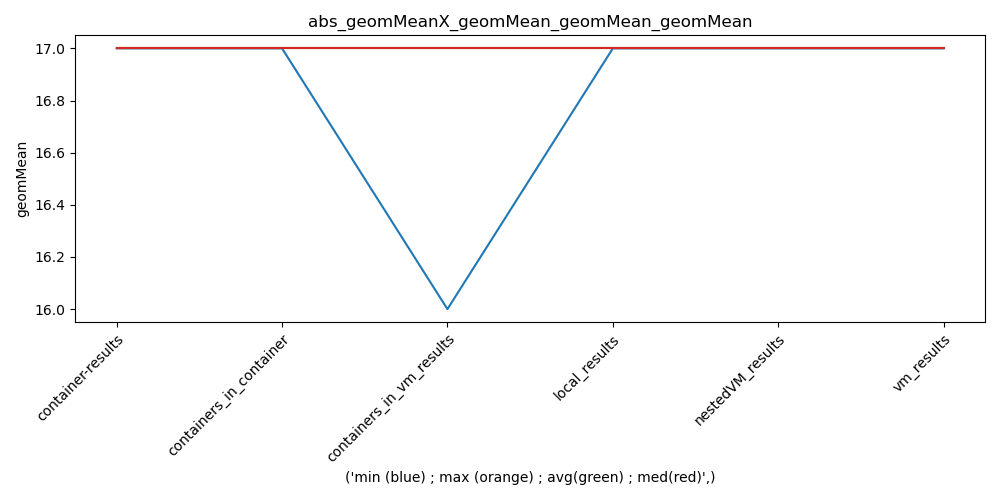 abs_geomMeanX_geomMean_geomMean_geomMean
17.0
16.8
16.6
16.4
16.2
16.0
geomMean
container-results
containers_in_container
containers_in_vm_results
local_results
nestedVM_results
vm_results
('min (blue) ; max (orange) ; avg(green) ; med(red)',)